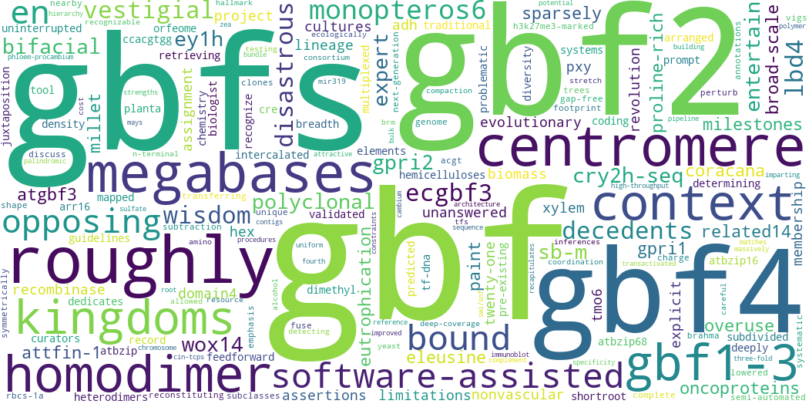 nearby
hierarchy
en
vestigial
hallmark
recognizable
project
uninterrupted
orfeome
bifacial
ccacgtgg
ey1h
phloem-procambium
retrieving
tool
planta
density
cost
strengths
mays
bundle
zea
testing
clones
mir319
consortium
ecologically
cultures
lineage
monopteros6
adh
traditional
expert
multiplexed
next-generation
problematic
sparsely
h3k27me3-marked
potential
systems
pxy
diversity
arranged
building
stretch
trees
gap-free
footprint
compaction
brm
bulk
genome
coding
revolution
proline-rich
prompt
entertain
annotations
broad-scale
lbd4
vigs
polymer
perturb
milestones
pipeline
gbfs
gbf2
juxtaposition
millet
assignment
chemistry
biologist
recognize
disastrous
cre
breadth
evolutionary
centromere
discuss
palindromic
n-terminal
attractive
intercalated
elements
gpri2
acgt
hemicelluloses
biomass
cry2h-seq
high-throughput
determining
coracana
imparting
megabases
atgbf3
arr16
mapped
transferring
polyclonal
ecgbf3
cambium
architecture
tfs
sequence
unanswered
xylem
context
membership
shape
sulfate
opposing
wisdom
unique
contigs
validated
decedents
related14
guidelines
subtraction
hex
eutrophication
uniform
predicted
tf-dna
constraints
paint
twenty-one
pre-existing
sb-m
gpri1
inferences
charge
atbzip16
matches
massively
symmetrically
roughly
amino
procedures
recombinase
domain4
dimethyl
fourth
gbf
gbf4
coordination
recapitulates
tmo6
explicit
transactivated
careful
systematic
kingdoms
root
allowed
resource
dedicates
emphasis
alcohol
detecting
fuse
reference
improved
yeast
deep-coverage
bound
eleusine
atbzip68
brahma
overuse
subdivided
deeply
three-fold
lowered
curators
record
attfin-1
atbzip
wox14
chromosome
cin-tcps
feedforward
immunoblot
complement
specificity
gbf1-3
homodimer
software-assisted
oncoproteins
rbcs-1a
heterodimers
reconstituting
subclasses
assertions
limitations
nonvascular
shortroot
complete
semi-automated